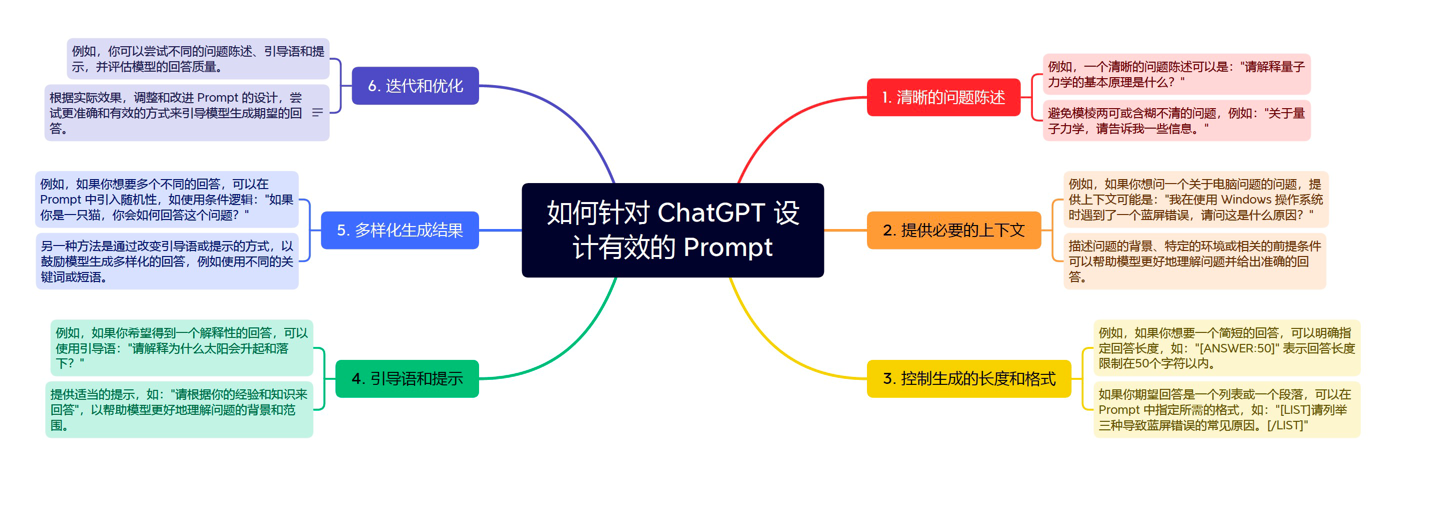 如何针对 ChatGPT 设
计有效的 Prompt
1. 清晰的问题陈述
例如，一个清晰的问题陈述可以是："请解释量子
力学的基本原理是什么？"
避免模棱两可或含糊不清的问题，例如："关于量
子力学，请告诉我一些信息。"
2. 提供必要的上下文
例如，如果你想问一个关于电脑问题的问题，提
供上下文可能是："我在使用 Windows 操作系统
时遇到了一个蓝屏错误，请问这是什么原因？"
描述问题的背景、特定的环境或相关的前提条件
可以帮助模型更好地理解问题并给出准确的回
答。
3. 控制生成的长度和格式
例如，如果你想要一个简短的回答，可以明确指
定回答长度，如："[ANSWER:50]" 表示回答长度
限制在50个字符以内。
如果你期望回答是一个列表或一个段落，可以在
Prompt 中指定所需的格式，如："[LIST]请列举
三种导致蓝屏错误的常见原因。[/LIST]"
4. 引导语和提示
例如，如果你希望得到一个解释性的回答，可以
使用引导语："请解释为什么太阳会升起和落
下？"
提供适当的提示，如："请根据你的经验和知识来
回答"，以帮助模型更好地理解问题的背景和范
围。
5. 多样化生成结果
例如，如果你想要多个不同的回答，可以在
Prompt 中引入随机性，如使用条件逻辑："如果
你是一只猫，你会如何回答这个问题？"
另一种方法是通过改变引导语或提示的方式，以
鼓励模型生成多样化的回答，例如使用不同的关
键词或短语。
6. 迭代和优化
例如，你可以尝试不同的问题陈述、引导语和提
示，并评估模型的回答质量。
根据实际效果，调整和改进 Prompt 的设计，尝
试更准确和有效的方式来引导模型生成期望的回
答。